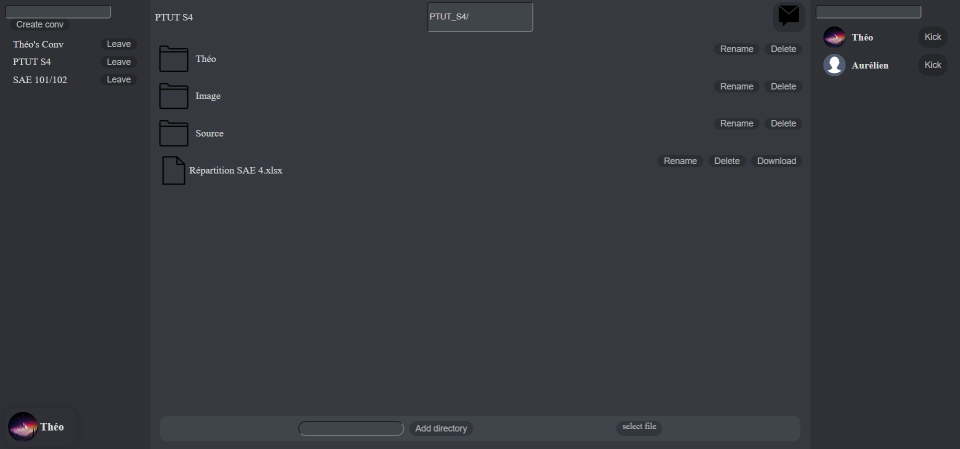 Create conv
Théo's Conv Leave
PTUT S4 Leave
SAE 101/102 Leave
Théo
PTUT S4
PTUT_S4/
Théo Rename Delete
Image Rename Delete
Source Rename Delete
Répartition SAE 4.xlsx Rename Delete Download
Add directory
select file
Théo Kick
Aurélien Kick